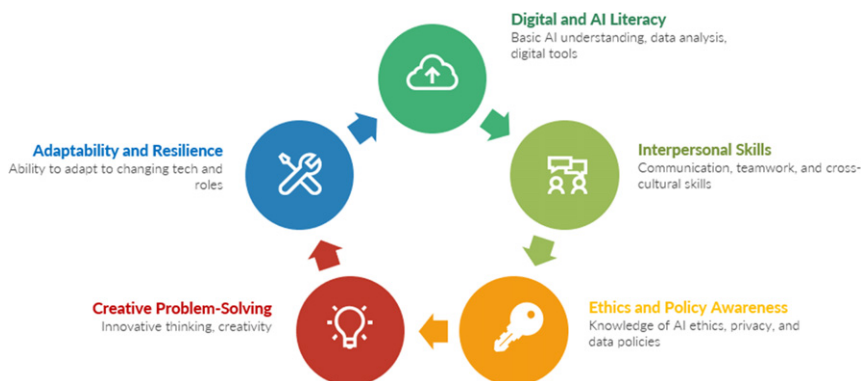 Digital and AI Literacy
Basic AI understanding, data analysis,
digital tools
Interpersonal Skills
Communication, teamwork, and cross-
cultural skills
Ethics and Policy Awareness
Knowledge of AI ethics, privacy, and
data policies
Creative Problem-Solving
Innovative thinking, creativity
Adaptability and Resilience
Ability to adapt to changing tech and
roles